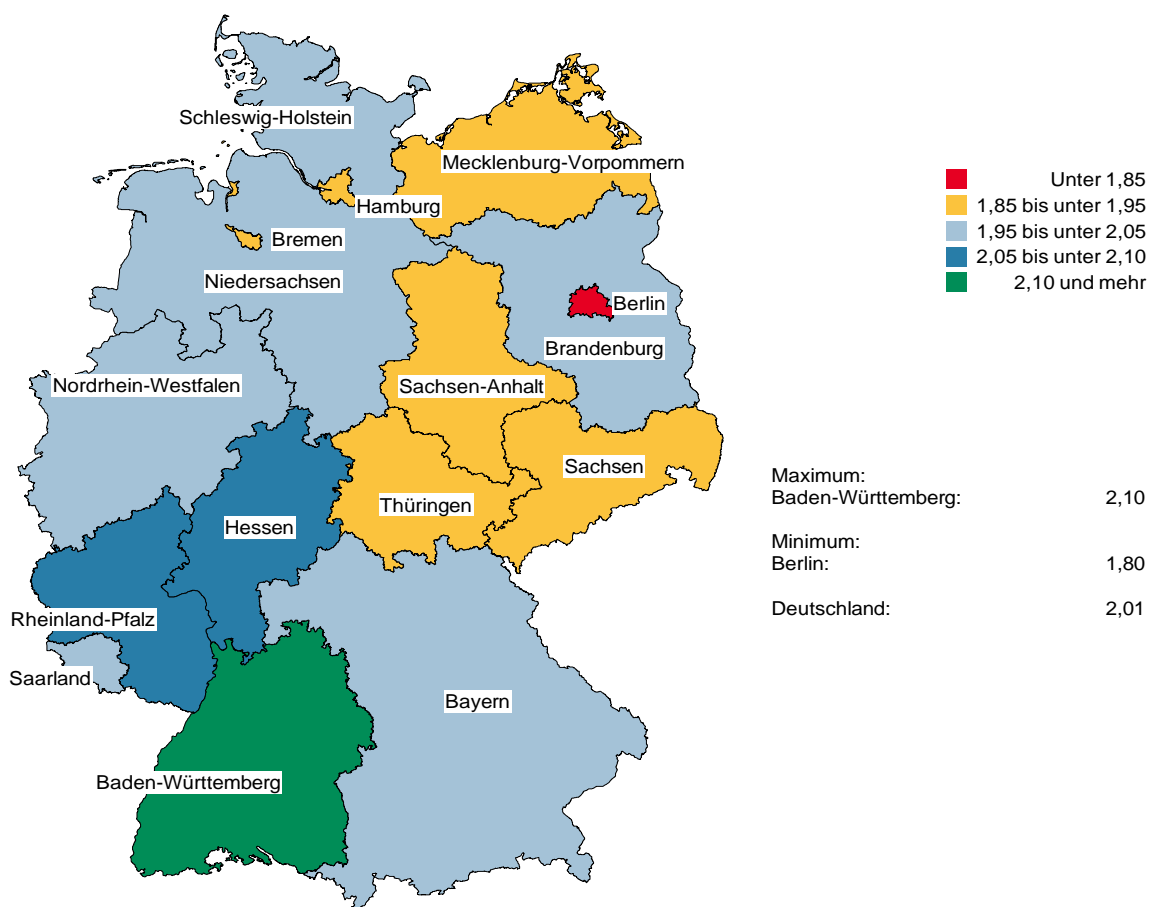 Schleswig-Holstein
Mecklenburg-Vorpommern
Hamburg
Bremen
Niedersachsen
Berlin
Brandenburg
Nordrhein-Westfalen
Sachsen-Anhalt
Sachsen
Thüringen
Hessen
Rheinland-Pfalz
Saarland
Bayern
Baden-Württemberg
Unter 1,85
1,85 bis unter 1,95
1,95 bis unter 2,05
2,05 bis unter 2,10
2,10 und mehr
Maximum:
Baden-Württemberg: 2,10
Minimum:
Berlin: 1,80
Deutschland: 2,01